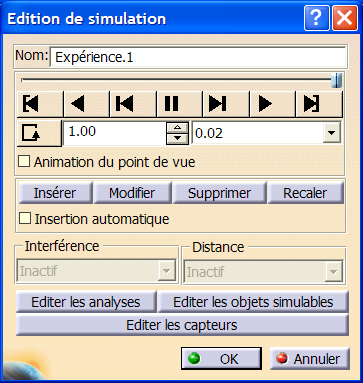 Edition de simulation
Nom: Expérience.1
1.00 0.02
Animation du point de vue
Insérer Modifier Supprimer Recaler
Insertion automatique
Interférence Distance
Inactif Inactif
Editer les analyses Editer les objets simulables
Editer les capteurs
OK Annuler